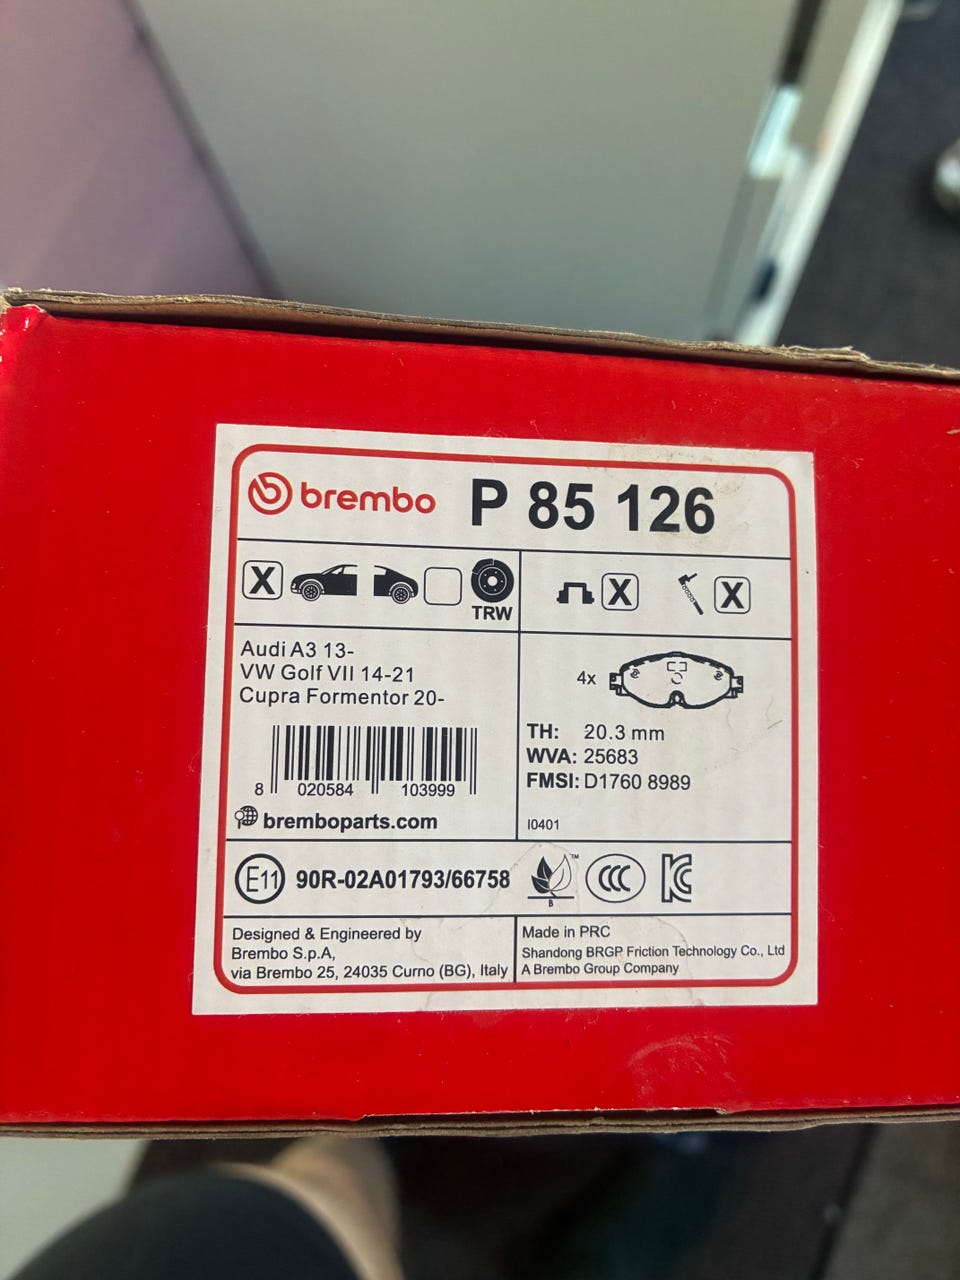 brembo P 85 126
X TRW X X
Audi A3 13-
VW Golf VII 14-21
Cupra Formentor 20-
8 020584 103999
bremboparts.com
4x
TH: 20.3 mm
WVA: 25683
FMSI: D1760 8989
I0401
E11 90R-02A01793/66758
TM
B
CCC
KC
Designed & Engineered by
Brembo S.p.A,
via Brembo 25, 24035 Curno (BG), Italy
Made in PRC
Shandong BRGP Friction Technology Co., Ltd
A Brembo Group Company